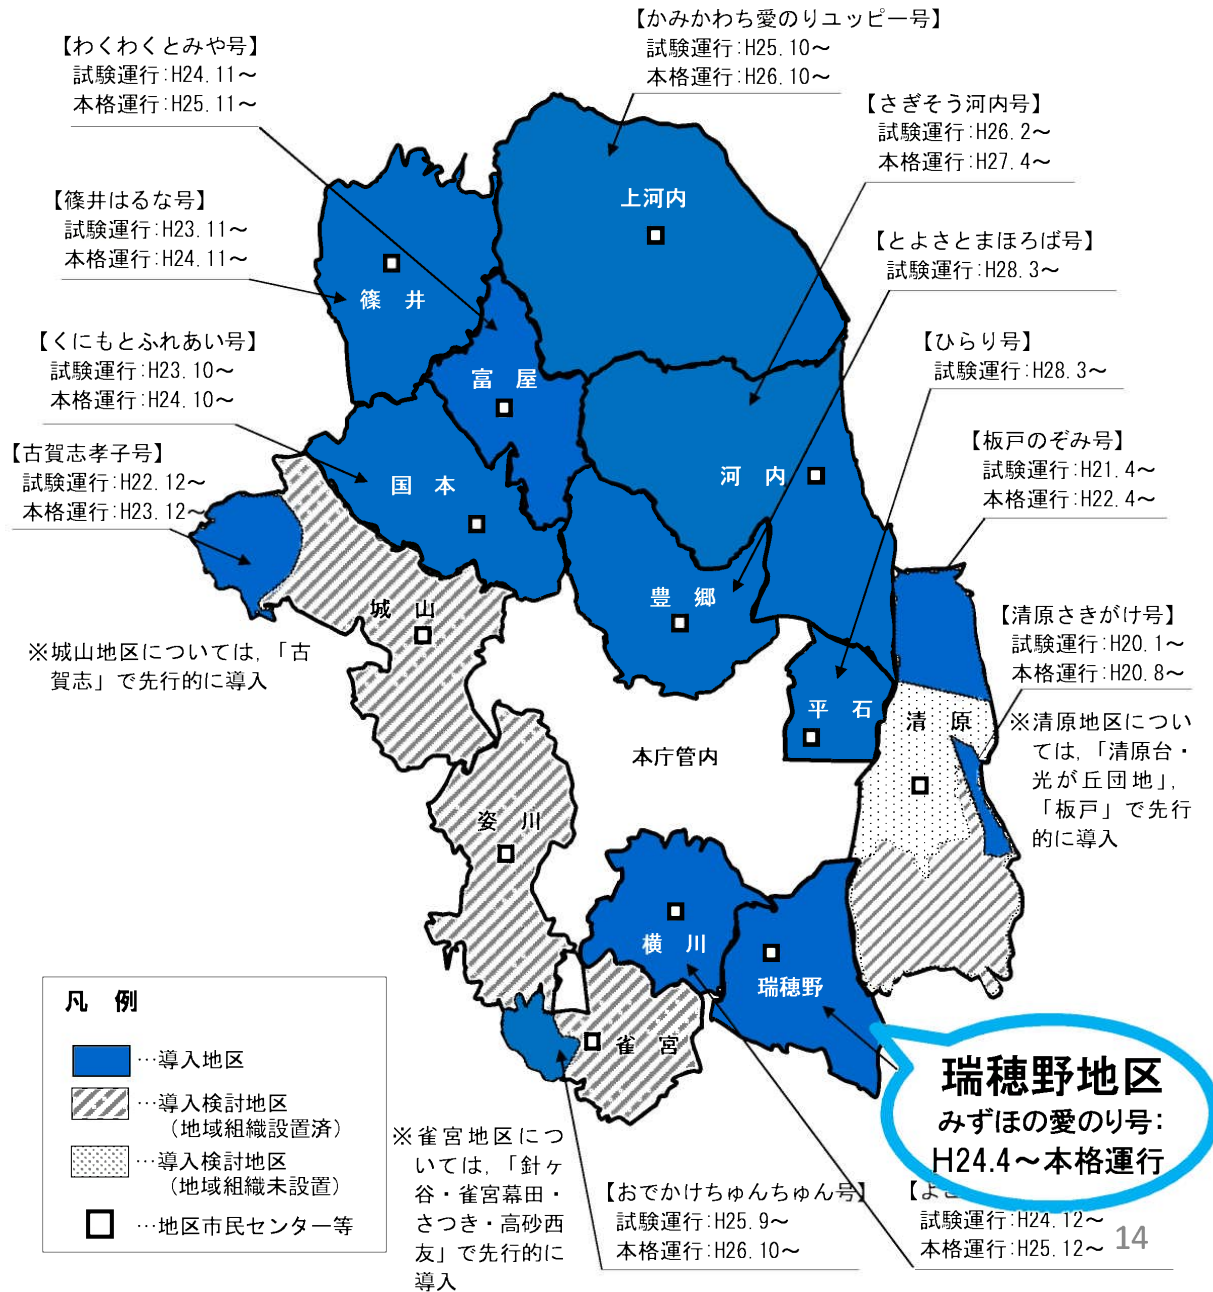 【かみかわち愛のりユッピー号】
試験運行:H25.10～
本格運行:H26.10～
【わくわくとみや号】
試験運行:H24.11～
本格運行:H25.11～
【さぎそう河内号】
試験運行:H26.2～
本格運行:H27.4～
【篠井はるな号】
試験運行:H23.11～
本格運行:H24.11～
【とよさとまほろば号】
試験運行:H28.3～
【くにもとふれあい号】
試験運行:H23.10～
本格運行:H24.10～
【ひらり号】
試験運行:H28.3～
【古賀志孝子号】
試験運行:H22.12～
本格運行:H23.12～
【板戸のぞみ号】
試験運行:H21.4～
本格運行:H22.4～
【清原さきがけ号】
試験運行:H20.1～
本格運行:H20.8～
※城山地区については,「古
賀志」で先行的に導入
※清原地区につい
ては,「清原台・
光が丘団地」,
「板戸」で先行
的に導入
上河内
篠 井
富 屋
国 本
河 内
豊 郷
城 山
平 石
清 原
本庁管内
姿 川
横 川
瑞穂野
雀 宮
凡 例
…導入地区
…導入検討地区
（地域組織設置済）
…導入検討地区
（地域組織未設置）
…地区市民センター等
※雀宮地区につ
いては,「針ヶ
谷・雀宮幕田・
さつき・高砂西
友」で先行的に
導入
瑞穂野地区
みずほの愛のり号:
H24.4～本格運行
【おでかけちゅんちゅん号】
試験運行:H25.9～
本格運行:H26.10～
試験運行:H24.12～
本格運行:H25.12～
14